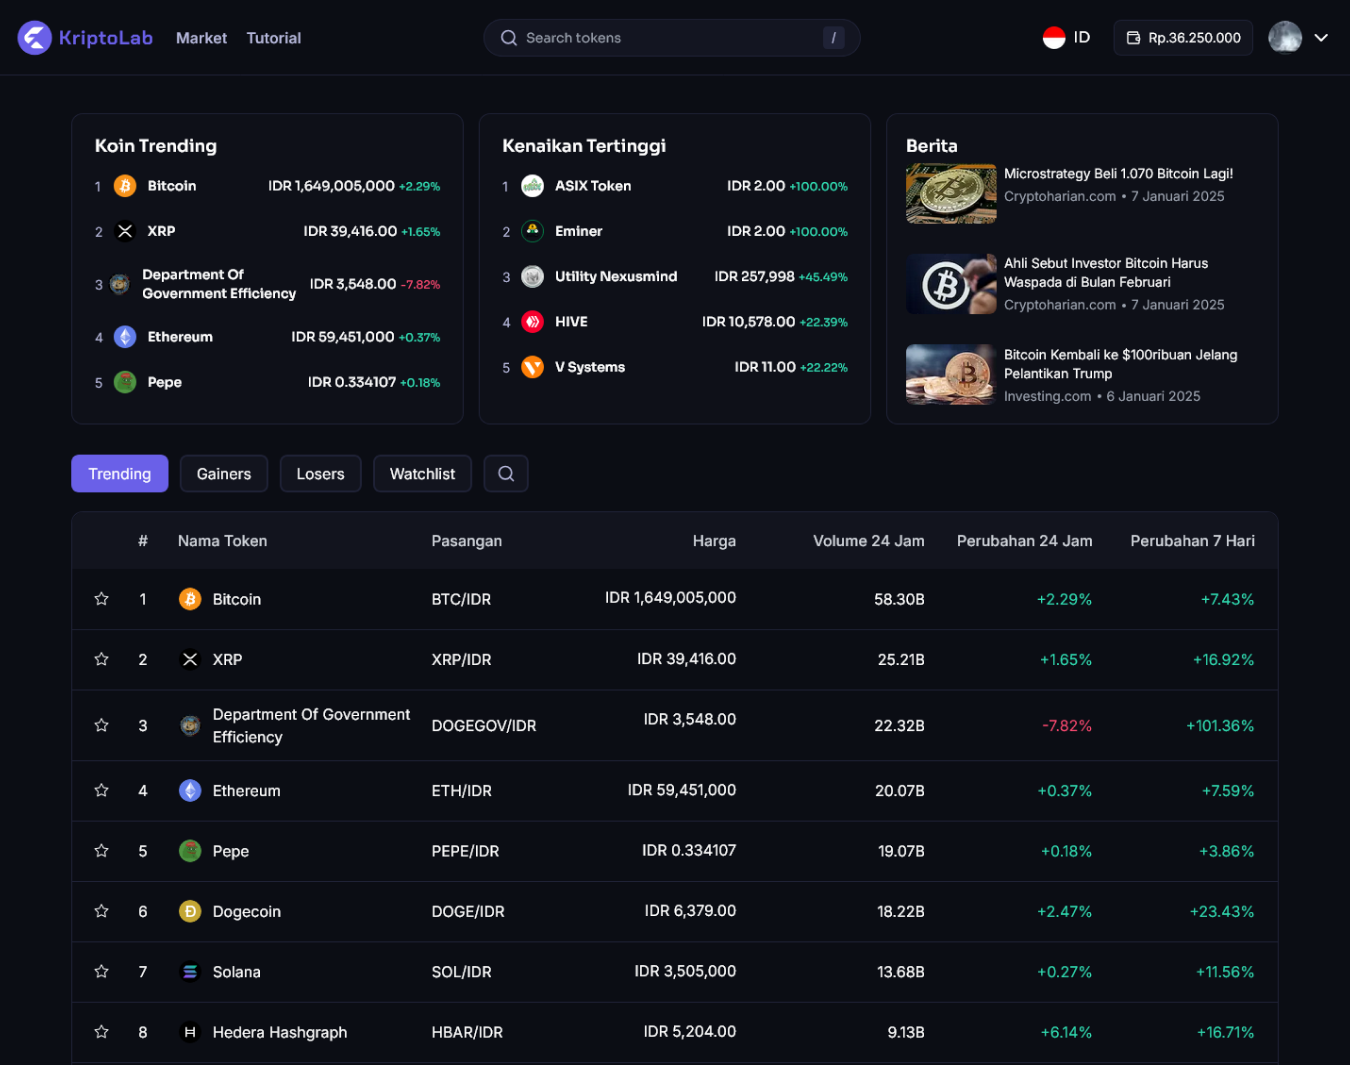 KriptoLab Market Tutorial Search tokens / ID Rp.36.250.000
Koin Trending
1 Bitcoin IDR 1,649,005,000 +2.29%
2 XRP IDR 39,416.00 +1.65%
3 Department Of Government Efficiency IDR 3,548.00 -7.82%
4 Ethereum IDR 59,451,000 +0.37%
5 Pepe IDR 0.334107 +0.18%
Kenaikan Tertinggi
1 ASIX Token IDR 2.00 +100.00%
2 Eminer IDR 2.00 +100.00%
3 Utility Nexusmind IDR 257,998 +45.49%
4 HIVE IDR 10,578.00 +22.39%
5 V Systems IDR 11.00 +22.22%
Berita
Microstrategy Beli 1.070 Bitcoin Lagi!
Cryptoharian.com • 7 Januari 2025
Ahli Sebut Investor Bitcoin Harus
Waspada di Bulan Februari
Cryptoharian.com • 7 Januari 2025
Bitcoin Kembali ke $100ribuan Jelang
Pelantikan Trump
Investing.com • 6 Januari 2025
Trending Gainers Losers Watchlist
# Nama Token Pasangan Harga Volume 24 Jam Perubahan 24 Jam Perubahan 7 Hari
1 Bitcoin BTC/IDR IDR 1,649,005,000 58.30B +2.29% +7.43%
2 XRP XRP/IDR IDR 39,416.00 25.21B +1.65% +16.92%
3 Department Of Government Efficiency DOGEGOV/IDR IDR 3,548.00 22.32B -7.82% +101.36%
4 Ethereum ETH/IDR IDR 59,451,000 20.07B +0.37% +7.59%
5 Pepe PEPE/IDR IDR 0.334107 19.07B +0.18% +3.86%
6 Dogecoin DOGE/IDR IDR 6,379.00 18.22B +2.47% +23.43%
7 Solana SOL/IDR IDR 3,505,000 13.68B +0.27% +11.56%
8 Hedera Hashgraph HBAR/IDR IDR 5,204.00 9.13B +6.14% +16.71%